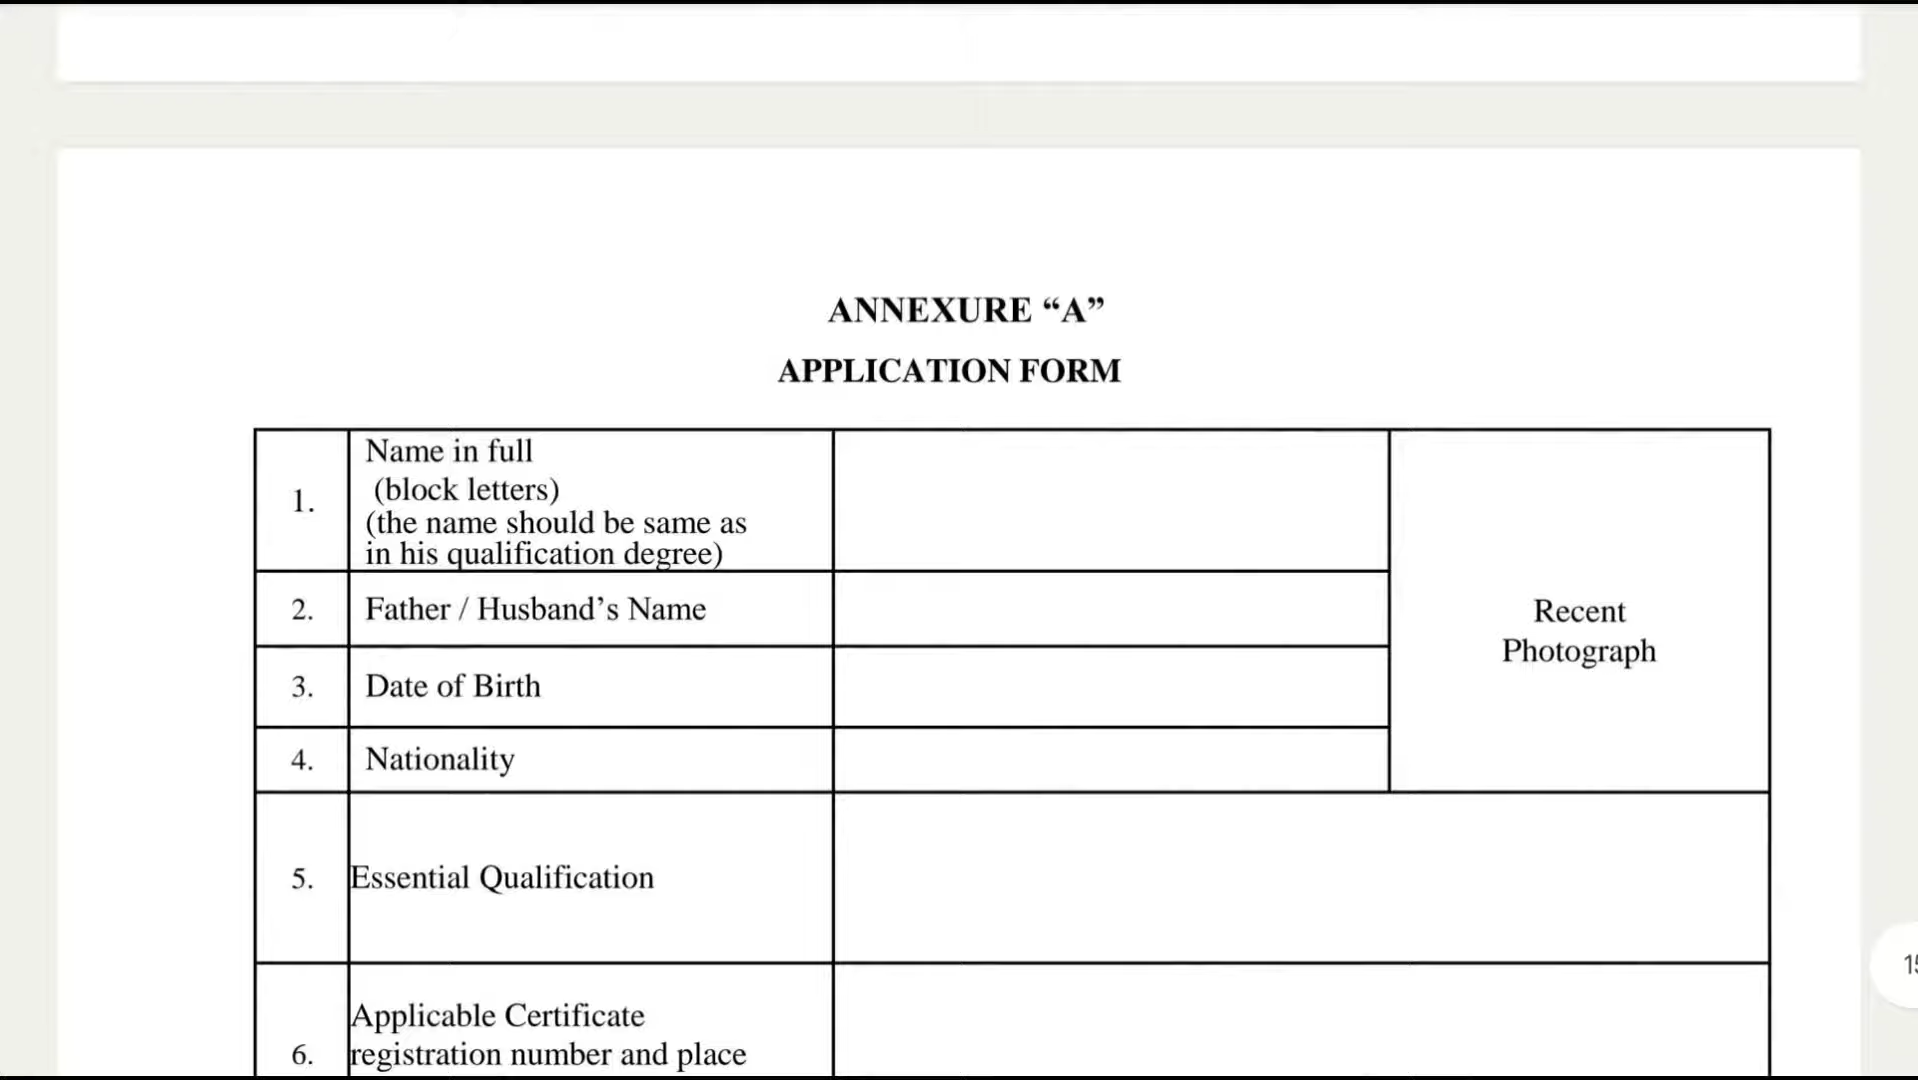 ANNEXURE “A”
APPLICATION FORM
1.
Name in full
(block letters)
(the name should be same as
in his qualification degree)
Recent
Photograph
2.
Father / Husband’s Name
3.
Date of Birth
4.
Nationality
5.
Essential Qualification
6.
Applicable Certificate
registration number and place